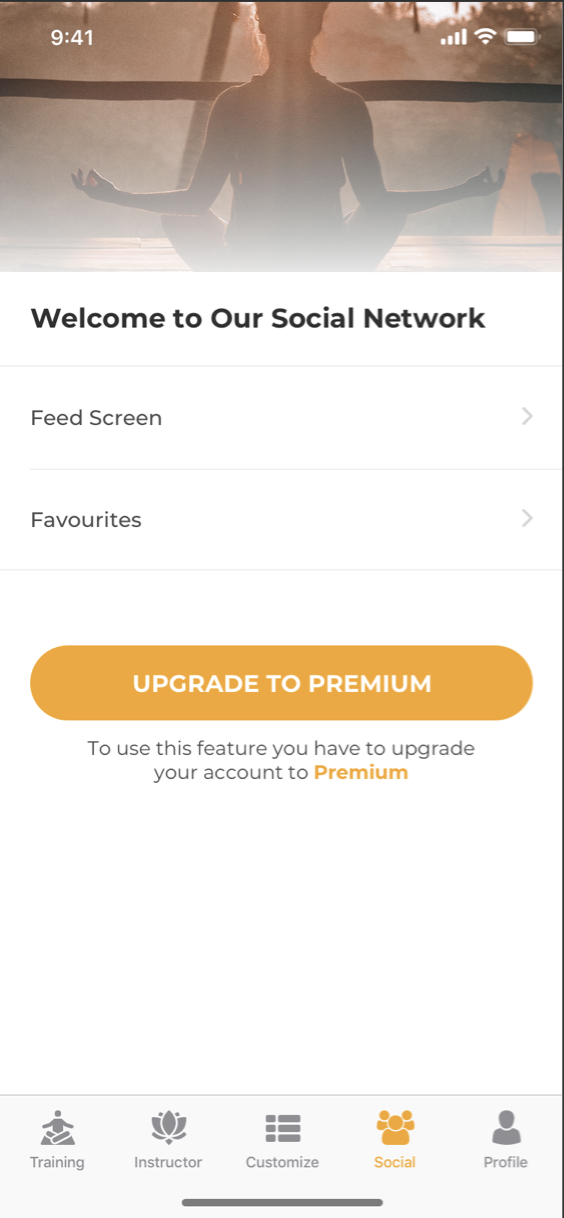 9:41
Welcome to Our Social Network
Feed Screen
Favourites
UPGRADE TO PREMIUM
To use this feature you have to upgrade
your account to Premium
Training
Instructor
Customize
Social
Profile